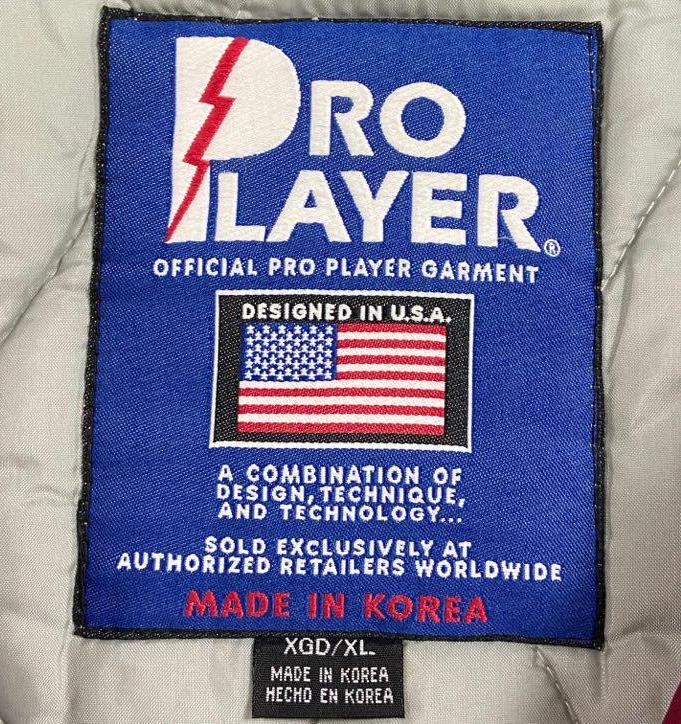 PRO
PLAYER®
OFFICIAL PRO PLAYER GARMENT
DESIGNED IN U.S.A.
A COMBINATION OF
DESIGN, TECHNIQUE,
AND TECHNOLOGY...
SOLD EXCLUSIVELY AT
AUTHORIZED RETAILERS WORLDWIDE
MADE IN KOREA
XGD/XL
MADE IN KOREA
HECHO EN KOREA